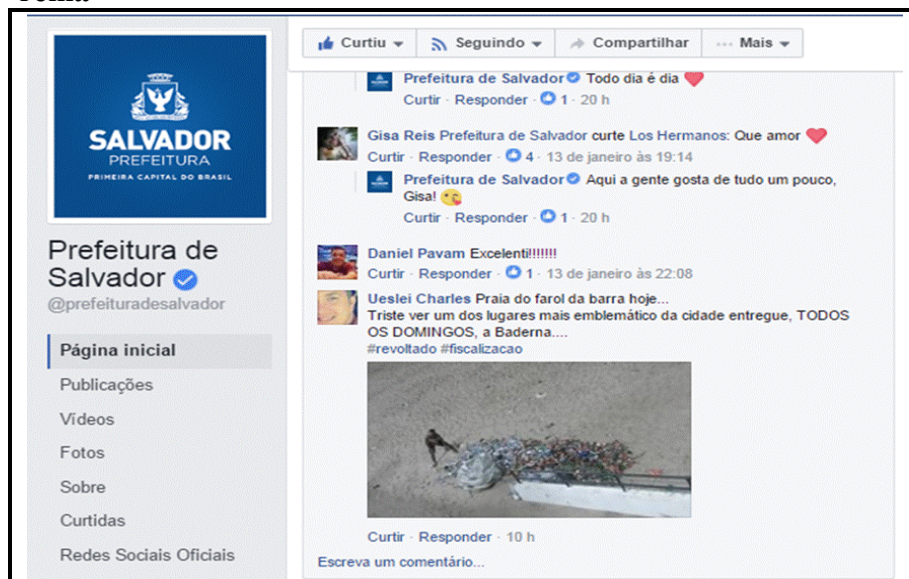 SALVADOR
PREFEITURA
PRIMEIRA CAPITAL DO BRASIL
Prefeitura de
Salvador
@prefeituradesalvador
Página inicial
Publicações
Vídeos
Fotos
Sobre
Curtidas
Redes Sociais Oficiais
Curtiu Seguindo Compartilhar ... Mais
Prefeitura de Salvador Todo dia é dia ❤
Curtir · Responder · 1 · 20 h
Gisa Reis Prefeitura de Salvador curte Los Hermanos: Que amor ❤
Curtir · Responder · 4 · 13 de janeiro às 19:14
Prefeitura de Salvador Aqui a gente gosta de tudo um pouco,
Gisa! 😘
Curtir · Responder · 1 · 20 h
Daniel Pavam Excelenti!!!!!!!
Curtir · Responder · 1 · 13 de janeiro às 22:08
Ueslei Charles Praia do farol da barra hoje...
Triste ver um dos lugares mais emblemático da cidade entregue, TODOS
OS DOMINGOS, a Baderna....
#revoltado #fiscalizacao
Curtir · Responder · 10 h
Escreva um comentário...